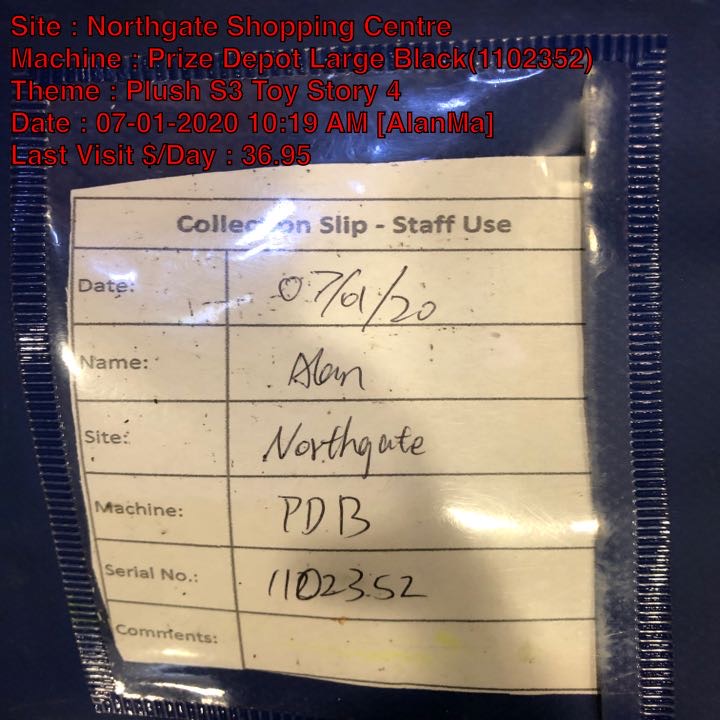 Site : Northgate Shopping Centre
Machine : Prize Depot Large Black(1102352)
Theme : Plush S3 Toy Story 4
Date : 07-01-2020 10:19 AM [AlanMa]
Last Visit $/Day : 36.95
Collection Slip - Staff Use
Date: 07/01/20
Name: Alan
Site: Northgate
Machine: PDB
Serial No.: 1102352
Comments: